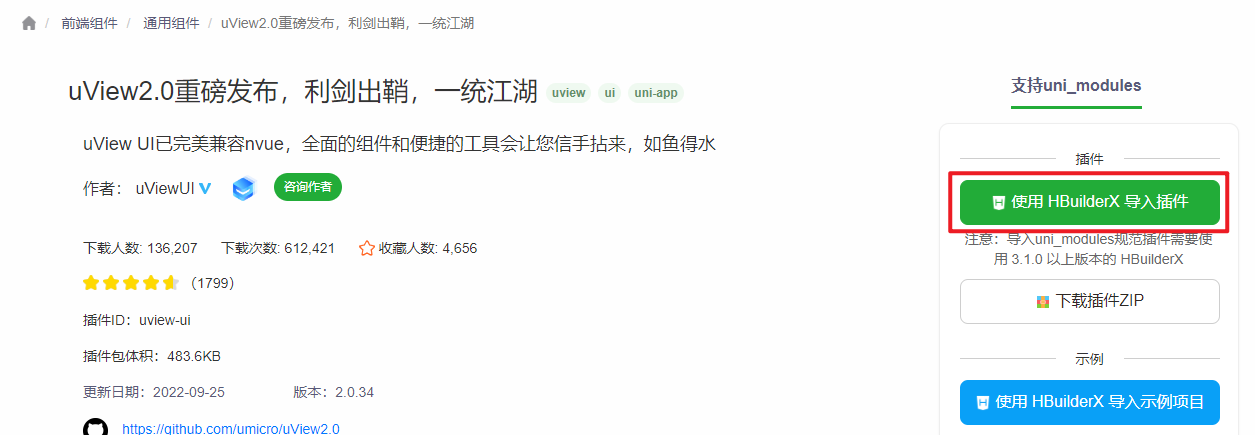 / 前端组件 / 通用组件 / uView2.0重磅发布，利剑出鞘，一统江湖
uView2.0重磅发布，利剑出鞘，一统江湖 uview ui uni-app
uView UI已完美兼容nvue，全面的组件和便捷的工具会让您信手拈来，如鱼得水
作者： uViewUI 咨询作者
下载人数: 136,207 下载次数: 612,421 收藏人数: 4,656
（1799）
插件ID：uview-ui
插件包体积：483.6KB
更新日期：2022-09-25 版本：2.0.34
https://github.com/umicro/uView2.0
支持uni_modules
插件
使用 HBuilderX 导入插件
注意：导入uni_modules规范插件需要使
用 3.1.0 以上版本的 HBuilderX
下载插件ZIP
示例
使用 HBuilderX 导入示例项目